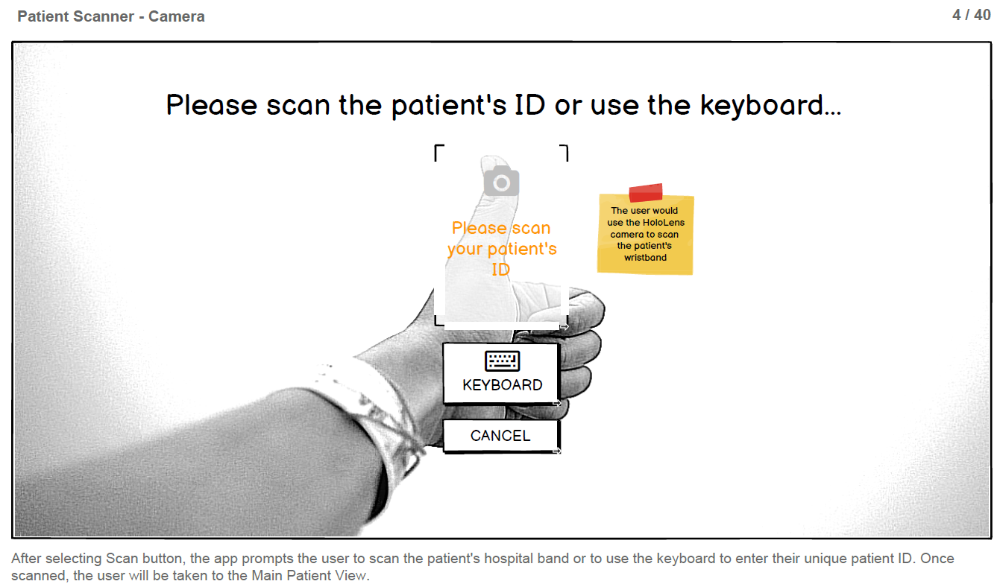 Patient Scanner - Camera
4 / 40
Please scan the patient's ID or use the keyboard...
Please scan
your patient's
ID
The user would
use the HoloLens
camera to scan
the patient's
wristband
KEYBOARD
CANCEL
After selecting Scan button, the app prompts the user to scan the patient's hospital band or to use the keyboard to enter their unique patient ID. Once
scanned, the user will be taken to the Main Patient View.